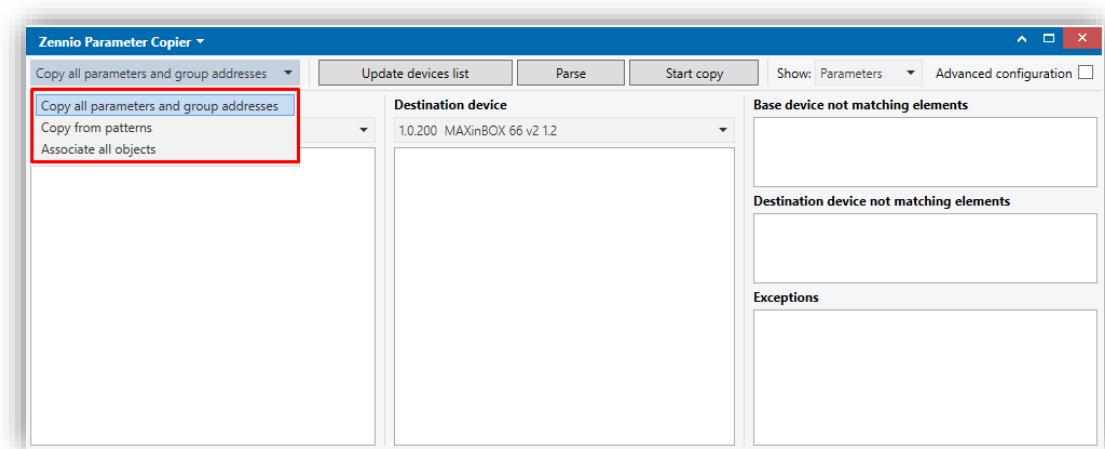 Zennio Parameter Copier
Copy all parameters and group addresses
Update devices list
Parse
Start copy
Show: Parameters
Advanced configuration
Copy all parameters and group addresses
Copy from patterns
Associate all objects
Destination device
1.0.200 MAXinBOX 66 v2 1.2
Base device not matching elements
Destination device not matching elements
Exceptions